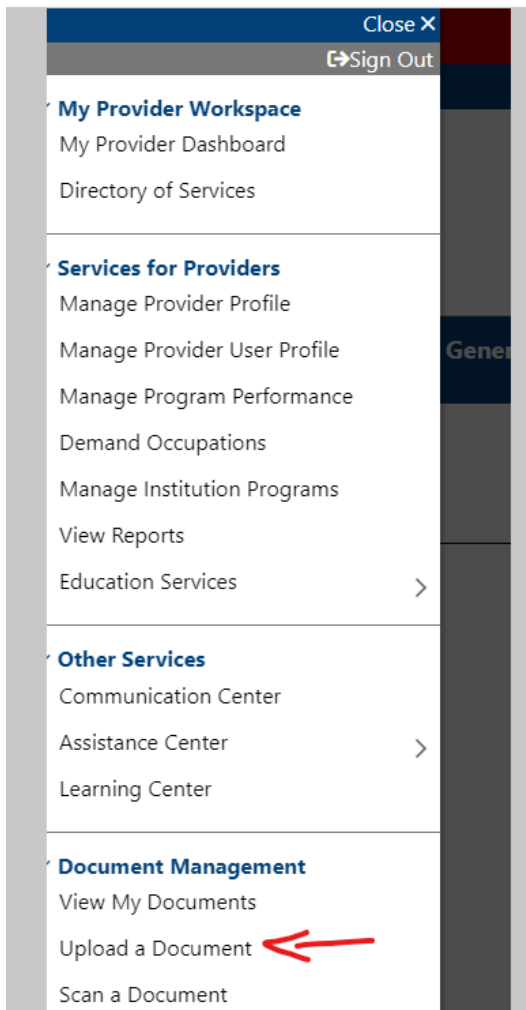 Close ✕
Sign Out
My Provider Workspace
My Provider Dashboard
Directory of Services
Services for Providers
Manage Provider Profile
Manage Provider User Profile
Gener
Manage Program Performance
Demand Occupations
Manage Institution Programs
View Reports
Education Services
Other Services
Communication Center
Assistance Center
Learning Center
Document Management
View My Documents
Upload a Document
Scan a Document